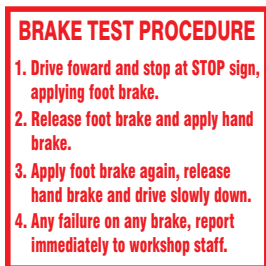 BRAKE TEST PROCEDURE
1. Drive foward and stop at STOP sign,
applying foot brake.
2. Release foot brake and apply hand
brake.
3. Apply foot brake again, release
hand brake and drive slowly down.
4. Any failure on any brake, report
immediately to workshop staff.